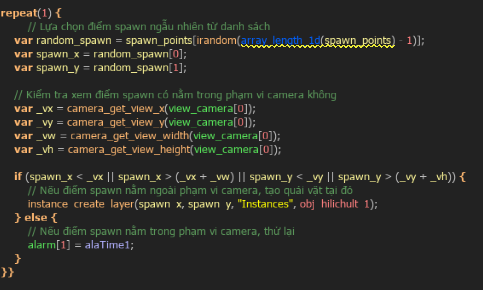 repeat(1) {
// Lựa chọn điểm spawn ngẫu nhiên từ danh sách
var random_spawn = spawn_points[irandom(array_length_1d(spawn_points) - 1)];
var spawn_x = random_spawn[0];
var spawn_y = random_spawn[1];
// Kiểm tra xem điểm spawn có nằm trong phạm vi camera không
var _vx = camera_get_view_x(view_camera[0]);
var _vy = camera_get_view_y(view_camera[0]);
var _vw = camera_get_view_width(view_camera[0]);
var _vh = camera_get_view_height(view_camera[0]);
if (spawn_x < _vx || spawn_x > (_vx + _vw) || spawn_y < _vy || spawn_y > (_vy + _vh)) {
// Nếu điểm spawn nằm ngoài phạm vi camera, tạo quái vật tại đó
instance_create_layer(spawn_x, spawn_y, "Instances", obj_hilichult_1);
} else {
// Nếu điểm spawn nằm trong phạm vi camera, thử lại
alarm[1] = alaTime1;
}
}}